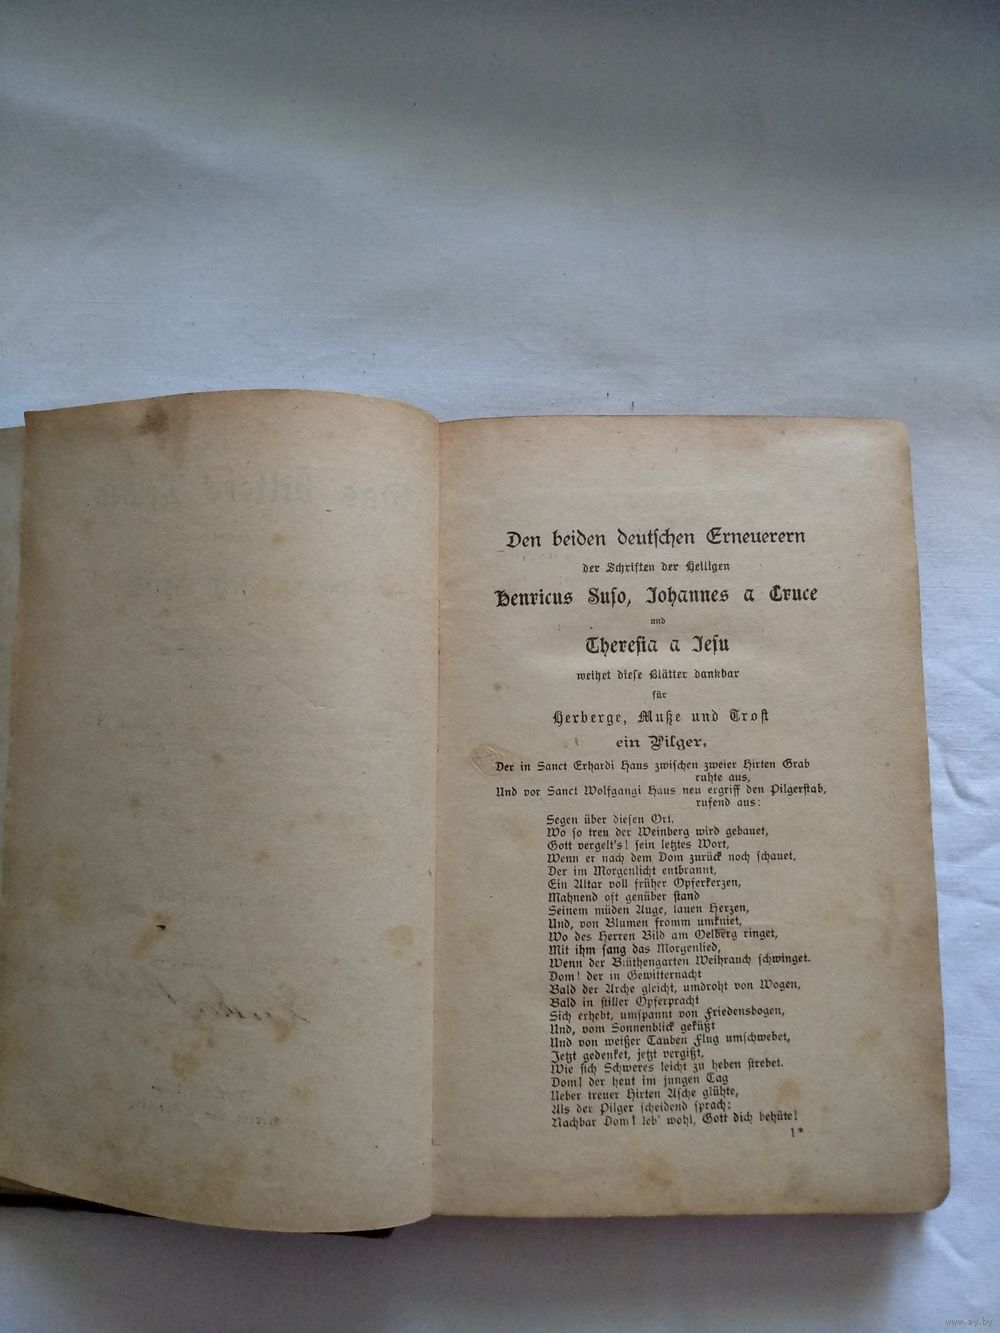 Den beiden deutschen Erneuerern
der Schriften der Heiligen
Henricus Suso, Johannes a Cruce
und
Theresia a Jesu
weihet diese Blätter dankbar
für
Herberge, Muße und Trost
ein Pilger,
Der in Sanct Erhardi Haus zwischen zweier Hirten Grab
ruhte aus,
Und vor Sanct Wolfgangi Haus neu ergriff den Pilgerstab,
rufend aus:
Segen über diesen Ort,
Wo so treu der Weinberg wird gebauet,
Gott vergelt's! sein letztes Wort,
Wenn er nach dem Dom zurück noch schauet,
Der im Morgenlicht entbrannt,
Ein Altar voll früher Opferkerzen,
Mahnend oft genüber stand
Seinem müden Auge, lauen Herzen,
Und, von Blumen fromm umkniet,
Wo des Herren Bild am Oelberg ringet,
Mit ihm sang das Morgenlied,
Wenn der Blüthengarten Weihrauch schwinget.
Dom! der in Gewitternacht
Bald der Arche gleicht, umdroht von Wogen,
Bald in stiller Opferpracht
Sich erhebt, umspannt von Friedensbogen,
Und, vom Sonnenblick geküßt
Und von weißer Tauben Flug umschwebet,
Jetzt gedenket, jetzt vergißt,
Wie sich Schweres leicht zu heben strebet.
Dom! der heut im jungen Tag
Ueber treuer Hirten Asche glühte,
Als der Pilger scheidend sprach:
Nachbar Dom! leb' wohl, Gott dich behüte!
1*
www.ay.by